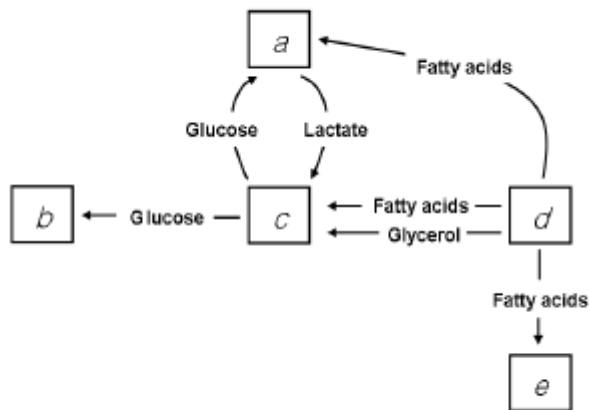 a
Fatty acids
Glucose
Lactate
b
Glucose
c
Fatty acids
Glycerol
d
Fatty acids
e